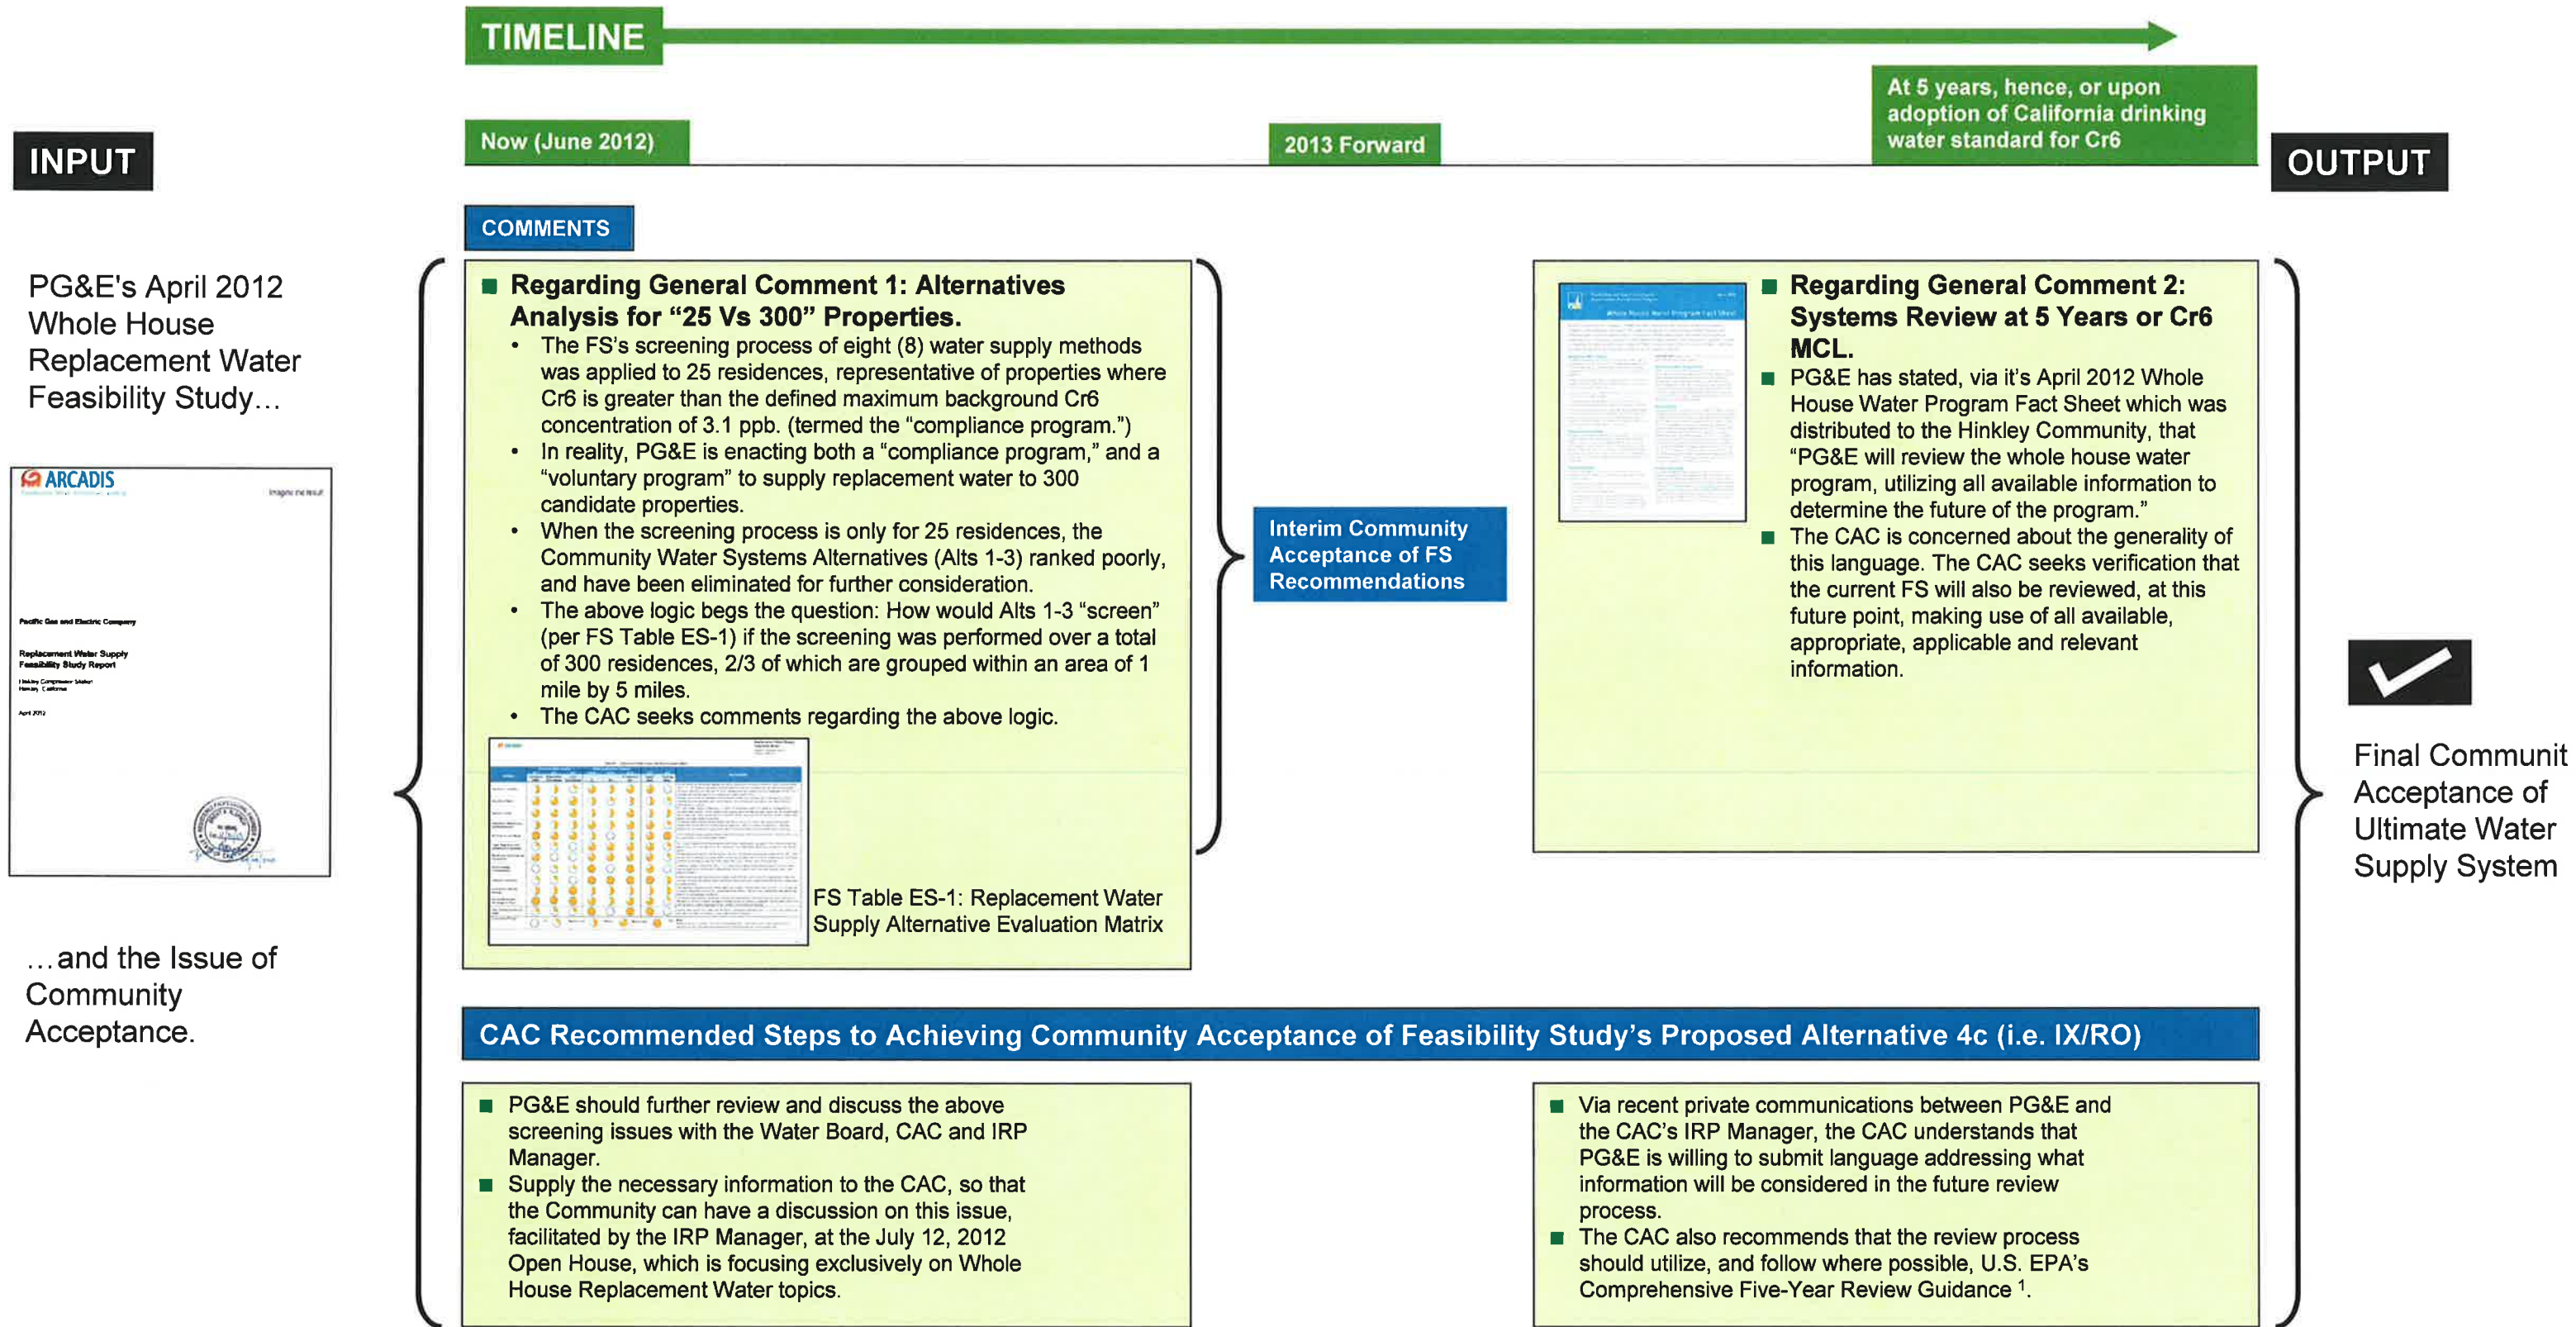 TIMELINE
At 5 years, hence, or upon
adoption of California drinking
water standard for Cr6
Now (June 2012)
2013 Forward
INPUT
OUTPUT
COMMENTS
PG&E's April 2012
Whole House
Replacement Water
Feasibility Study...
ARCADIS
Imagine the result
Pacific Gas and Electric Company
Replacement Water Supply
Feasibility Study Report
Hinkley Compressor Station
Hinkley, California
April 2012
...and the Issue of
Community
Acceptance.
■ Regarding General Comment 1: Alternatives
Analysis for “25 Vs 300” Properties.
• The FS's screening process of eight (8) water supply methods
was applied to 25 residences, representative of properties where
Cr6 is greater than the defined maximum background Cr6
concentration of 3.1 ppb. (termed the “compliance program.”)
• In reality, PG&E is enacting both a “compliance program,” and a
“voluntary program” to supply replacement water to 300
candidate properties.
• When the screening process is only for 25 residences, the
Community Water Systems Alternatives (Alts 1-3) ranked poorly,
and have been eliminated for further consideration.
• The above logic begs the question: How would Alts 1-3 “screen”
(per FS Table ES-1) if the screening was performed over a total
of 300 residences, 2/3 of which are grouped within an area of 1
mile by 5 miles.
• The CAC seeks comments regarding the above logic.
FS Table ES-1: Replacement Water
Supply Alternative Evaluation Matrix
Interim Community
Acceptance of FS
Recommendations
Whole House Water Program Fact Sheet
■ Regarding General Comment 2:
Systems Review at 5 Years or Cr6
MCL.
■ PG&E has stated, via it's April 2012 Whole
House Water Program Fact Sheet which was
distributed to the Hinkley Community, that
“PG&E will review the whole house water
program, utilizing all available information to
determine the future of the program.”
■ The CAC is concerned about the generality of
this language. The CAC seeks verification that
the current FS will also be reviewed, at this
future point, making use of all available,
appropriate, applicable and relevant
information.
Final Communit
Acceptance of
Ultimate Water
Supply System
CAC Recommended Steps to Achieving Community Acceptance of Feasibility Study's Proposed Alternative 4c (i.e. IX/RO)
■ PG&E should further review and discuss the above
screening issues with the Water Board, CAC and IRP
Manager.
■ Supply the necessary information to the CAC, so that
the Community can have a discussion on this issue,
facilitated by the IRP Manager, at the July 12, 2012
Open House, which is focusing exclusively on Whole
House Replacement Water topics.
■ Via recent private communications between PG&E and
the CAC's IRP Manager, the CAC understands that
PG&E is willing to submit language addressing what
information will be considered in the future review
process.
■ The CAC also recommends that the review process
should utilize, and follow where possible, U.S. EPA's
Comprehensive Five-Year Review Guidance ¹.